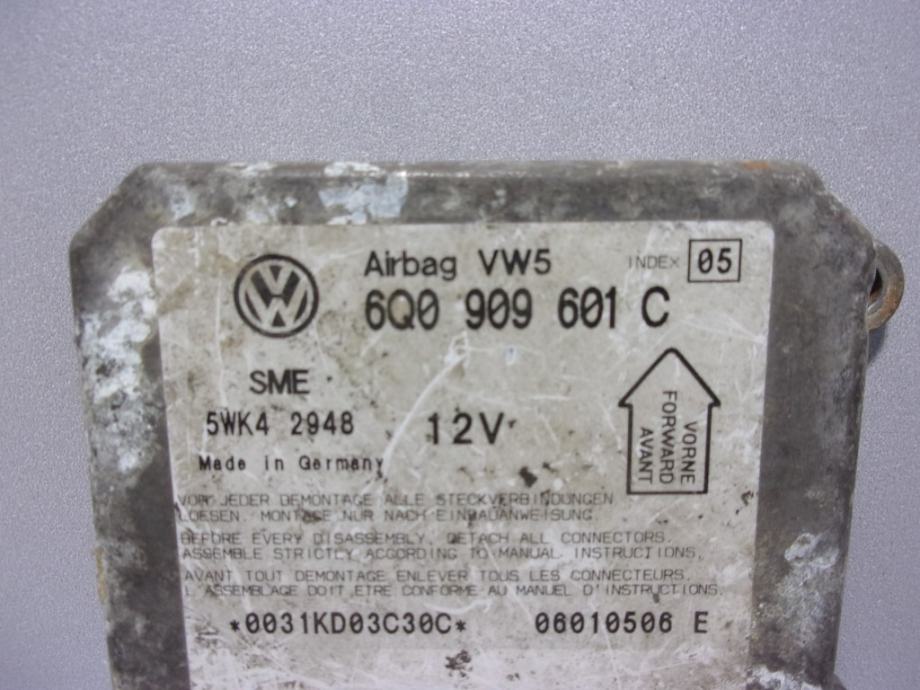 Airbag VW5 INDEX 05
6Q0 909 601 C
SME
5WK4 2948 12V
Made in Germany
VORNE
FORWARD
AVANT
VOR JEDER DEMONTAGE ALLE STECKVERBINDUNGEN
LOESEN. MONTAGE NUR NACH EINBAUANWEISUNG.
BEFORE EVERY DISASSEMBLY, DETACH ALL CONNECTORS.
ASSEMBLE STRICTLY ACCORDING TO MANUAL INSTRUCTIONS.
AVANT TOUT DEMONTAGE ENLEVER TOUS LES CONNECTEURS.
L'ASSEMBLAGE DOIT ETRE CONFORME AU MANUEL D'INSTRUCTIONS.
*0031KD03C30C* 06010506 E